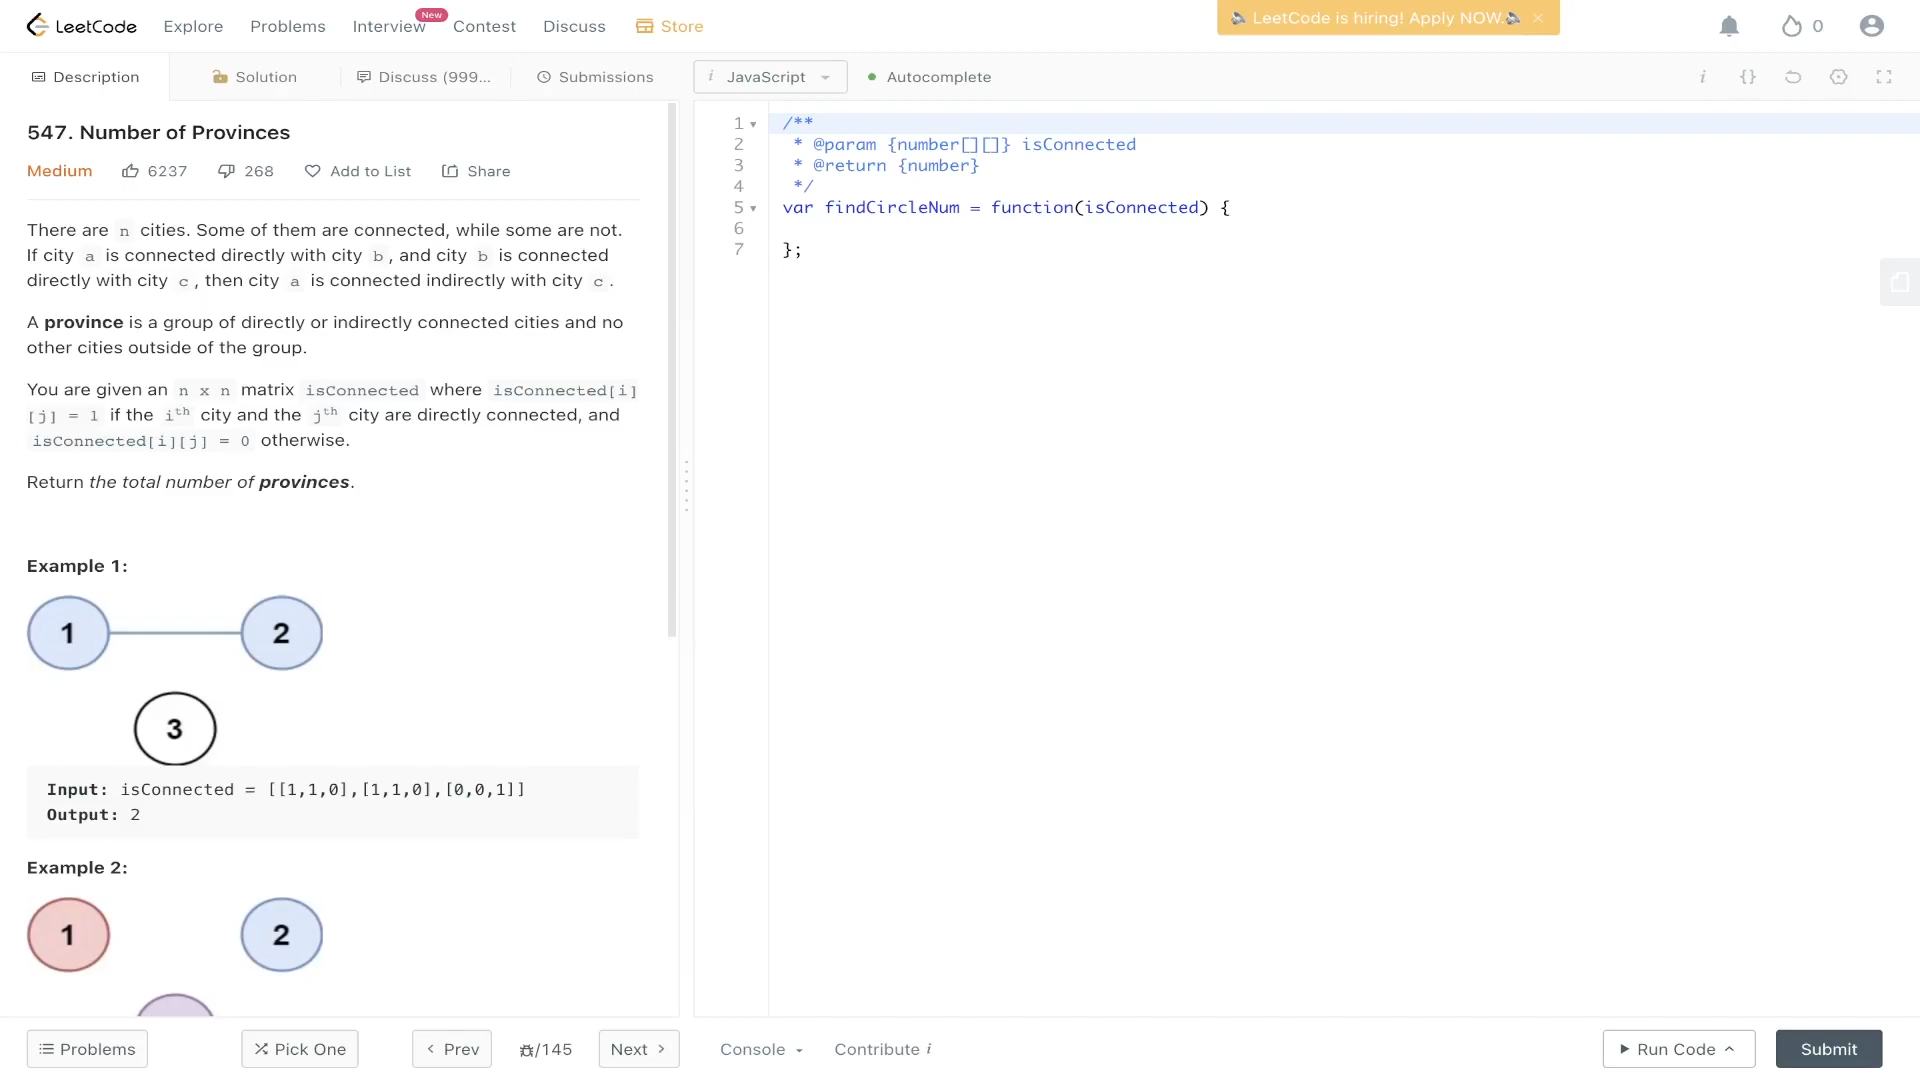 LeetCode Explore Problems Interview New Contest Discuss Store LeetCode is hiring! Apply NOW. 0
Description Solution Discuss (999... Submissions i JavaScript Autocomplete i {}
547. Number of Provinces
Medium 6237 268 Add to List Share
There are n cities. Some of them are connected, while some are not.
If city a is connected directly with city b, and city b is connected
directly with city c, then city a is connected indirectly with city c.
A province is a group of directly or indirectly connected cities and no
other cities outside of the group.
You are given an n x n matrix isConnected where isConnected[i]
[j] = 1 if the ith city and the jth city are directly connected, and
isConnected[i][j] = 0 otherwise.
Return the total number of provinces.
Example 1:
1 2
3
Input: isConnected = [[1,1,0],[1,1,0],[0,0,1]]
Output: 2
Example 2:
1 2
1 /**
2 * @param {number[][]} isConnected
3 * @return {number}
4 */
5 var findCircleNum = function(isConnected) {
6
7 };
Problems Pick One Prev /145 Next Console Contribute i Run Code Submit